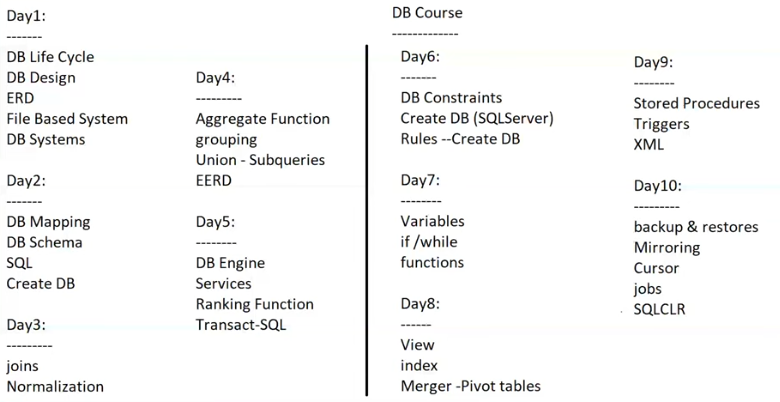 DB Course
-------------
Day1:
-------
DB Life Cycle
DB Design
ERD
File Based System
DB Systems
Day2:
-------
DB Mapping
DB Schema
SQL
Create DB
Day3:
---------
joins
Normalization
Day4:
---------
Aggregate Function
grouping
Union - Subqueries
EERD
Day5:
--------
DB Engine
Services
Ranking Function
Transact-SQL
Day6:
-------
DB Constraints
Create DB (SQLServer)
Rules --Create DB
Day7:
--------
Variables
if /while
functions
Day8:
------
View
index
Merger -Pivot tables
Day9:
--------
Stored Procedures
Triggers
XML
Day10:
---------
backup & restores
Mirroring
Cursor
jobs
SQLCLR